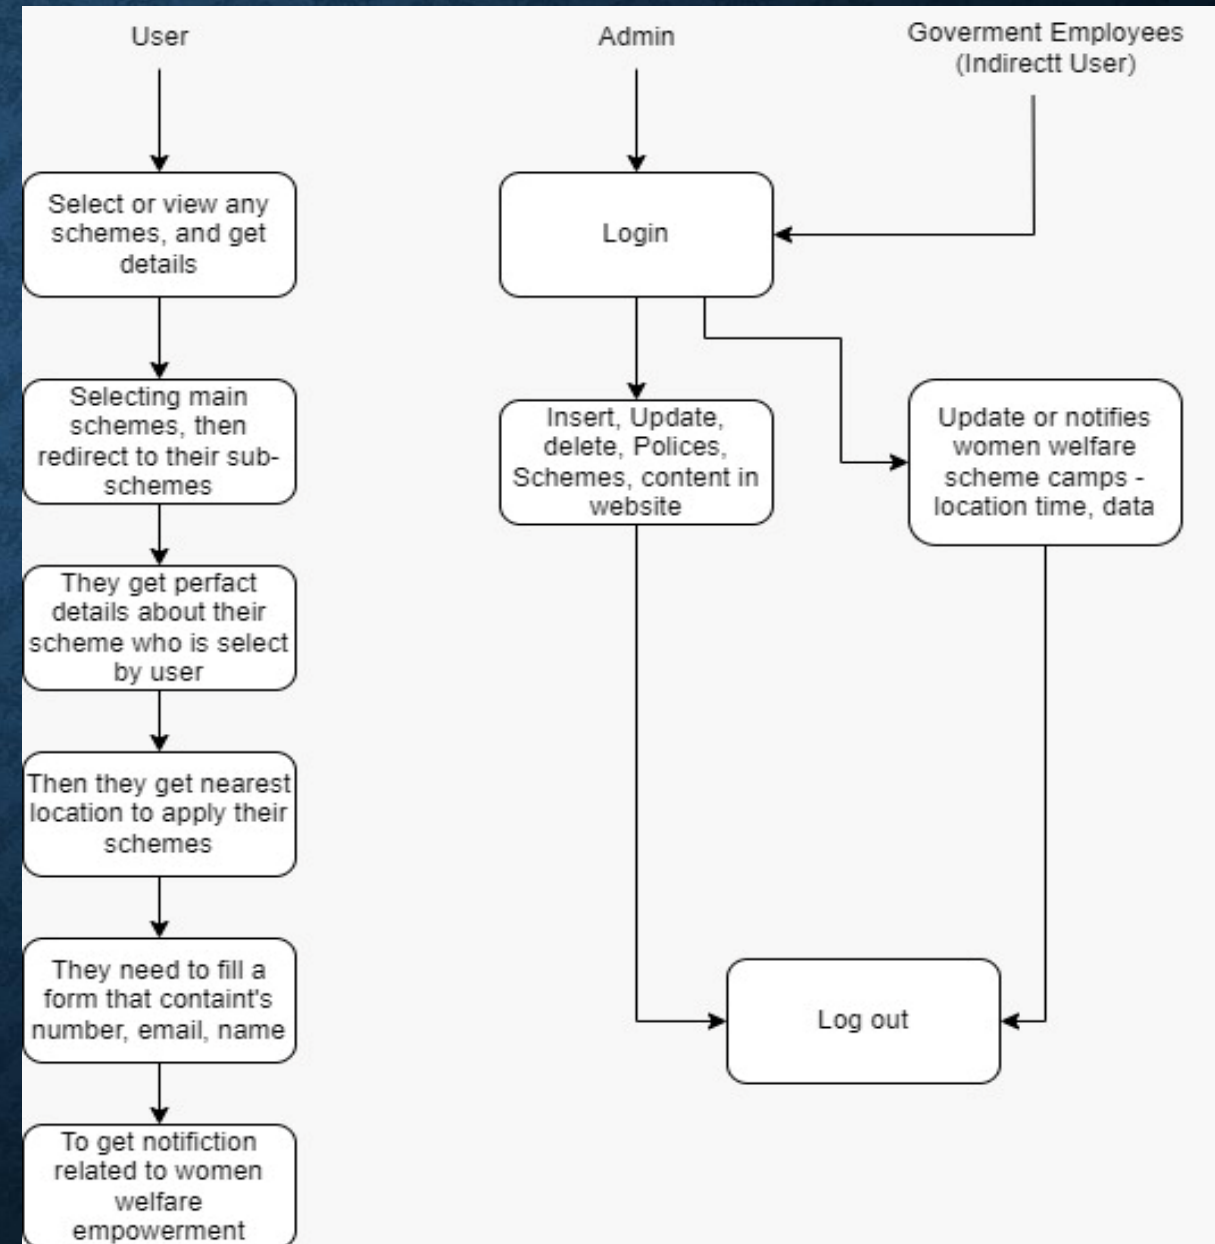 User
Select or view any
schemes, and get
details
Selecting main
schemes, then
redirect to their sub-
schemes
They get perfact
details about their
scheme who is select
by user
Then they get nearest
location to apply their
schemes
They need to fill a
form that containt's
number, email, name
To get notifiction
related to women
welfare
empowerment
Admin
Login
Insert, Update,
delete, Polices,
Schemes, content in
website
Goverment Employees
(Indirectt User)
Update or notifies
women welfare
scheme camps -
location time, data
Log out